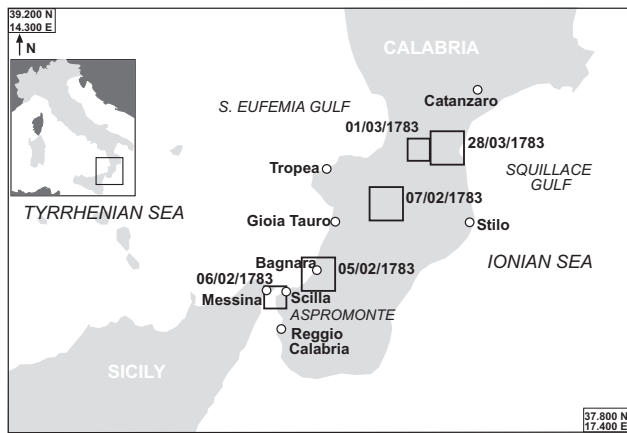 39.200 N
14.300 E
N
CALABRIA
Catanzaro
S. EUFEMIA GULF
01/03/1783
28/03/1783
SQUILLACE
GULF
Tropea
07/02/1783
TYRRHENIAN SEA
Gioia Tauro
Stilo
IONIAN SEA
Bagnara
05/02/1783
06/02/1783
Messina
Scilla
ASPROMONTE
Reggio
Calabria
SICILY
37.800 N
17.400 E